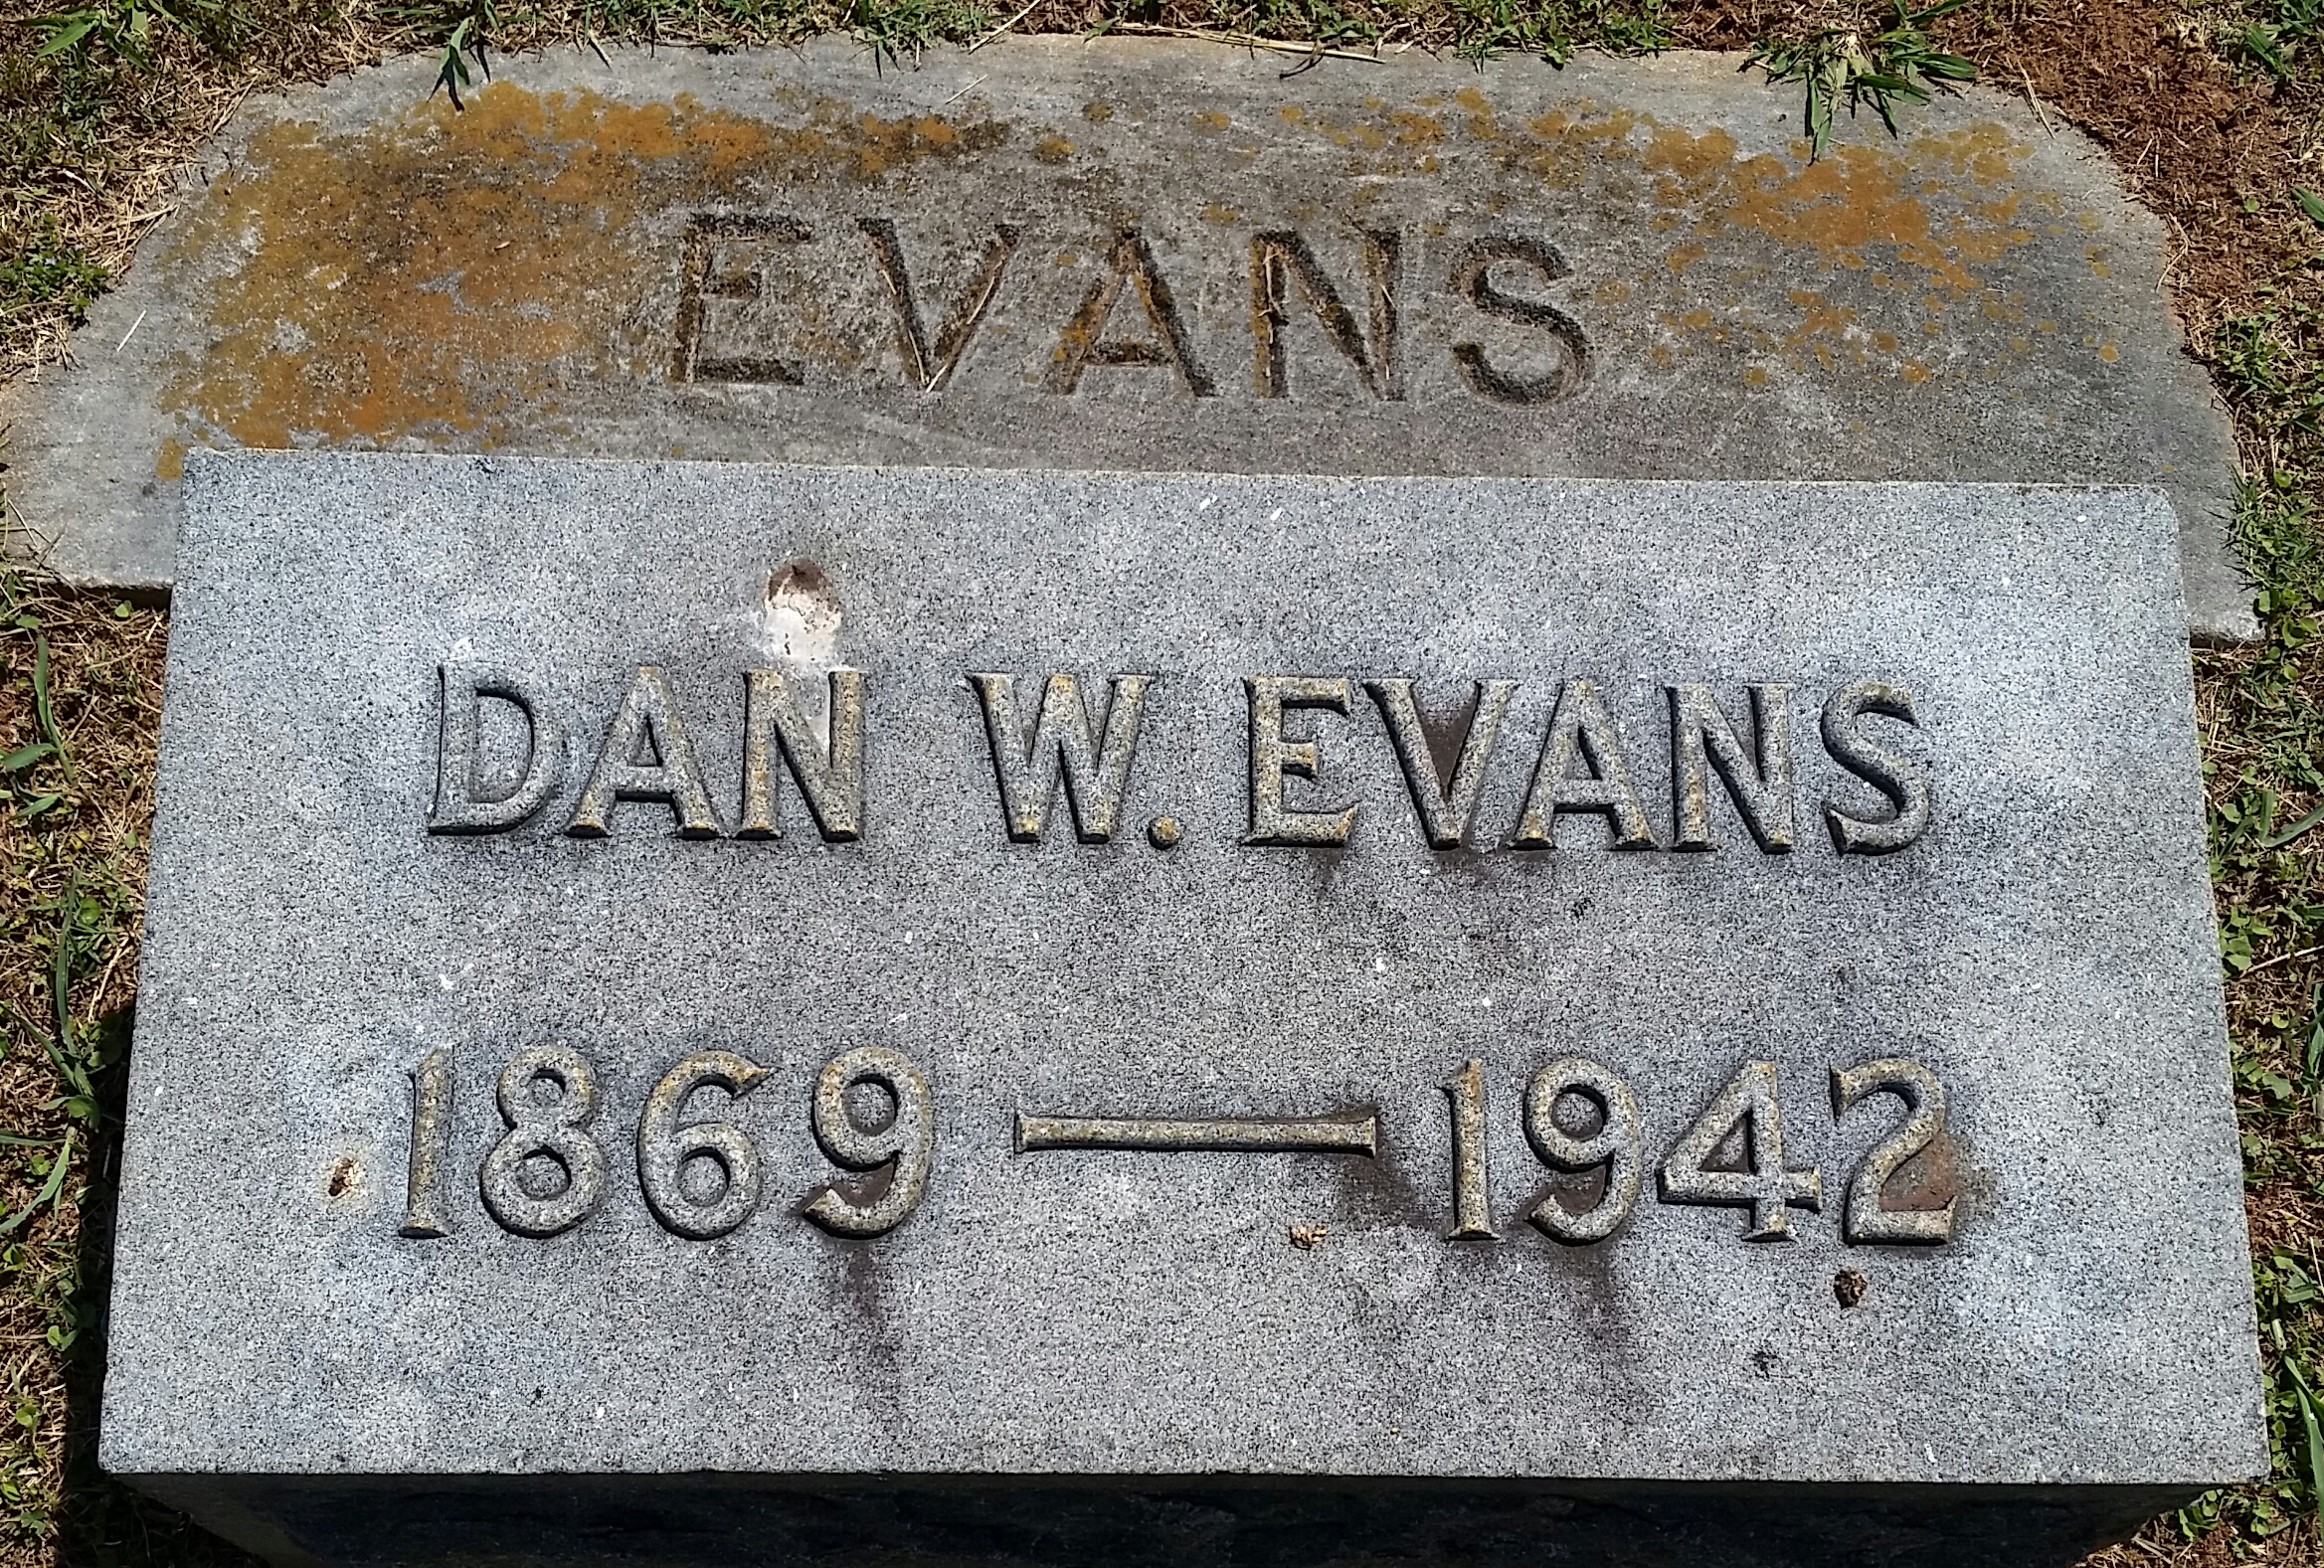 EVANS
DAN W. EVANS
1869 — 1942